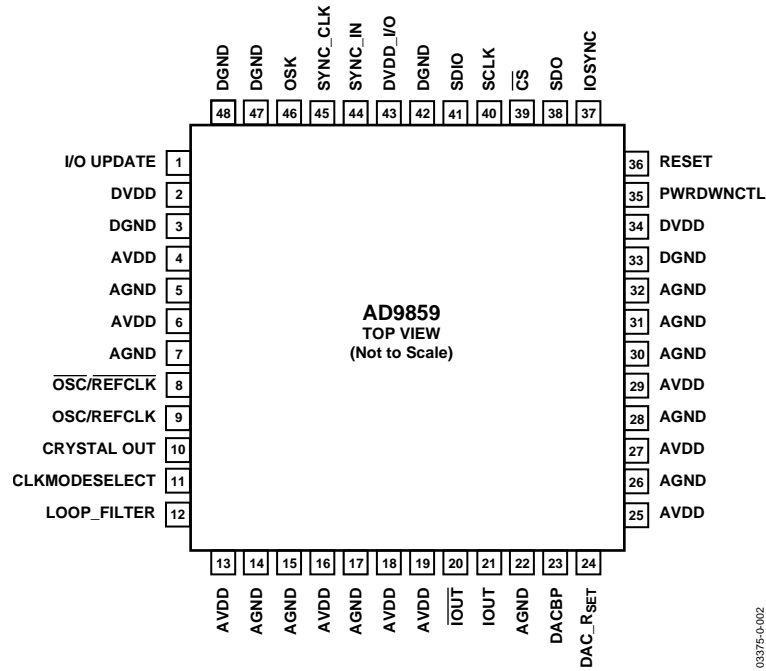 DGND
DGND
OSK
SYNC_CLK
SYNC_IN
DVDD_I/O
DGND
SDIO
SCLK
CS
SDO
IOSYNC
48 47 46 45 44 43 42 41 40 39 38 37
I/O UPDATE 1
DVDD 2
DGND 3
AVDD 4
AGND 5
AVDD 6
AGND 7
OSC/REFCLK 8
OSC/REFCLK 9
CRYSTAL OUT 10
CLKMODESELECT 11
LOOP_FILTER 12
AD9859
TOP VIEW
(Not to Scale)
36 RESET
35 PWRDWNCTL
34 DVDD
33 DGND
32 AGND
31 AGND
30 AGND
29 AVDD
28 AGND
27 AVDD
26 AGND
25 AVDD
13 14 15 16 17 18 19 20 21 22 23 24
AVDD
AGND
AGND
AVDD
AGND
AVDD
AVDD
IOUT
IOUT
AGND
DACBP
DAC_RSET
03375-0-002